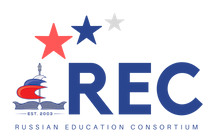 REC
EST. 2003
RUSSIAN EDUCATION CONSORTIUM